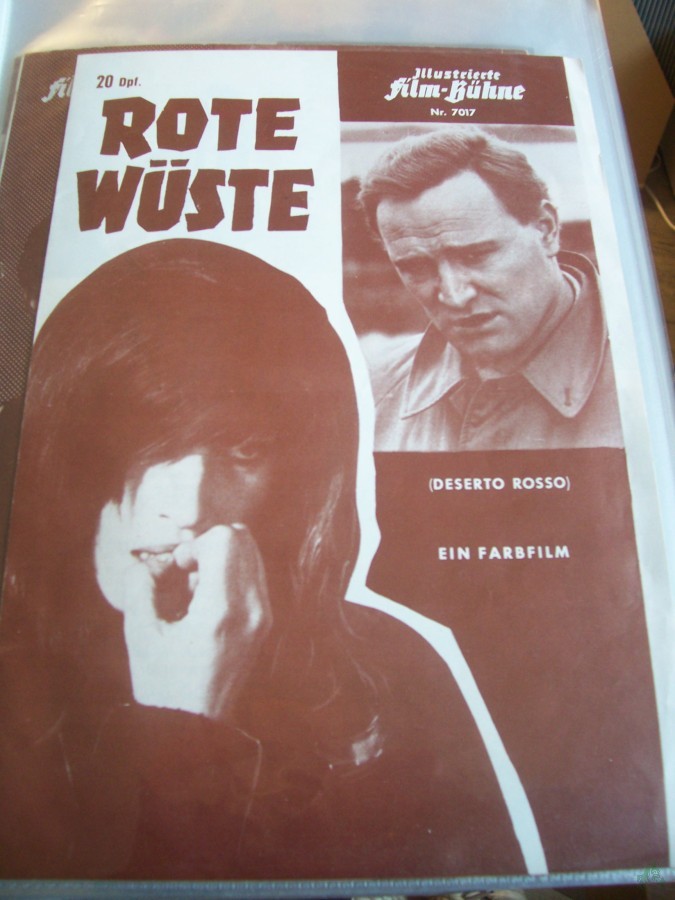 20 Dpf.
ROTE
WÜSTE
Illustrierte
Film-Bühne
Nr. 7017
(DESERTO ROSSO)
EIN FARBFILM